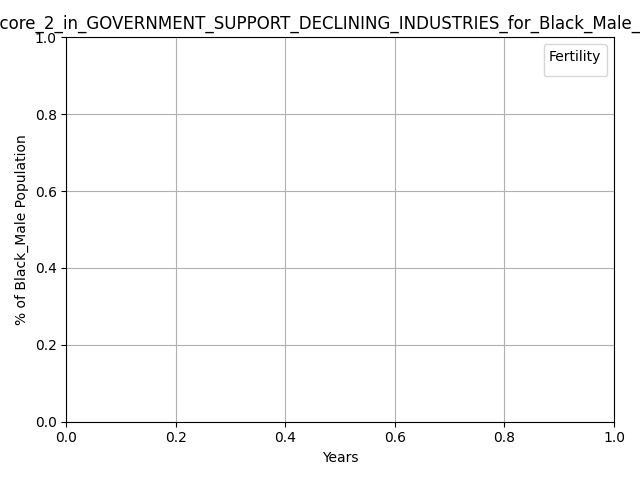 core_2_in_GOVERNMENT_SUPPORT_DECLINING_INDUSTRIES_for_Black_Male_
Fertility
1.0
0.8
0.6
0.4
0.2
0.0
% of Black_Male Population
0.0 0.2 0.4 0.6 0.8 1.0
Years